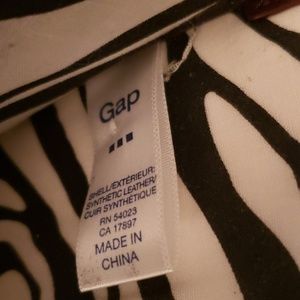 Gap
SHELL/EXTÉRIEUR:
SYNTHETIC LEATHER/
CUIR SYNTHÉTIQUE
RN 54023
CA 17897
MADE IN
CHINA